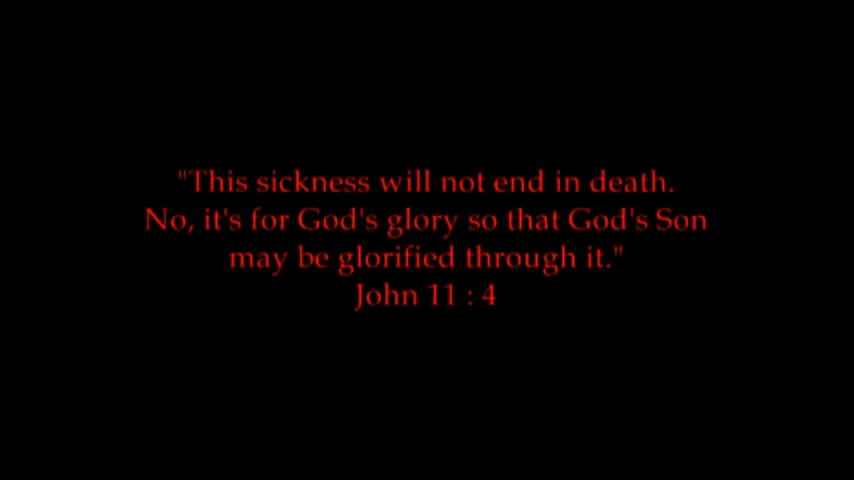 "This sickness will not end in death.
No, it's for God's glory so that God's Son
may be glorified through it."
John 11 : 4